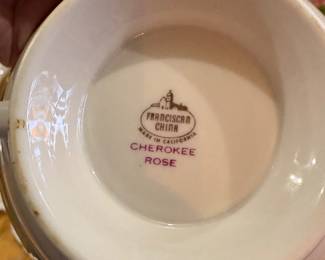 FRANCISCAN
CHINA
MADE IN CALIFORNIA
CHEROKEE
ROSE